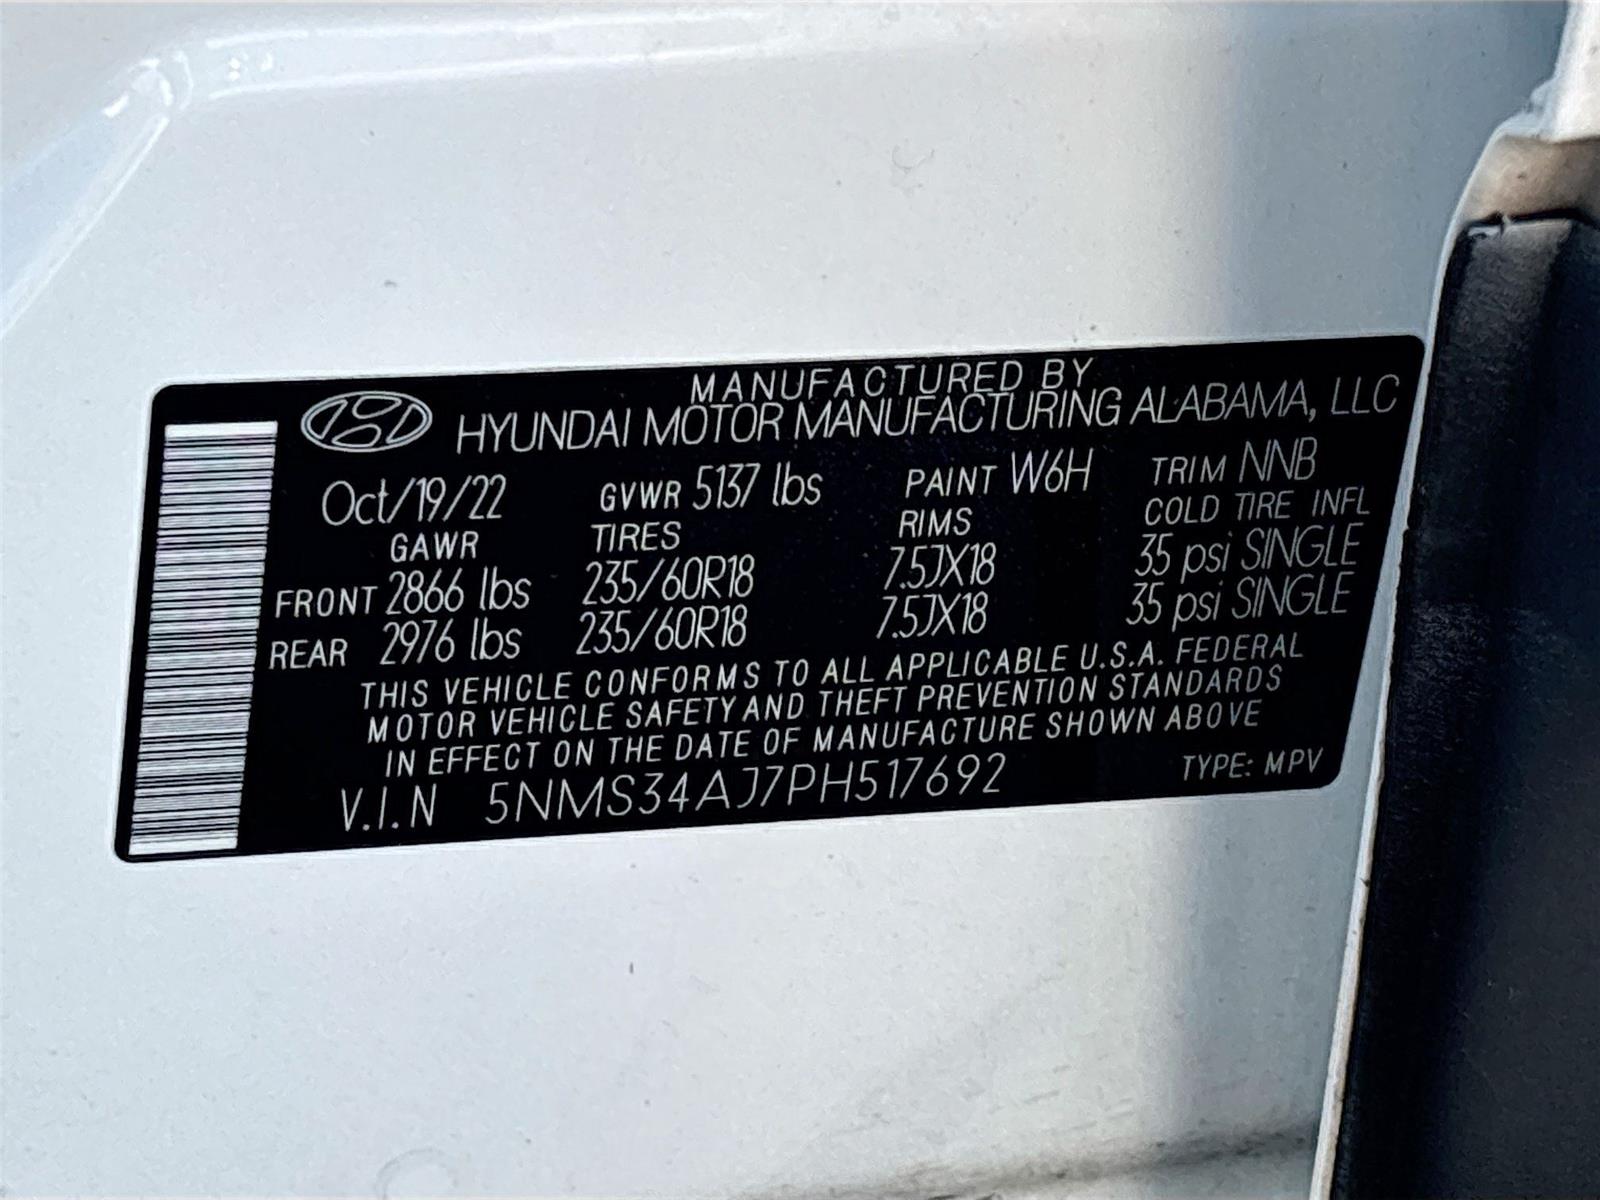 MANUFACTURED BY
HYUNDAI MOTOR MANUFACTURING ALABAMA, LLC
Oct/19/22 GVWR 5137 lbs PAINT W6H TRIM NNB
GAWR TIRES RIMS COLD TIRE INFL
FRONT 2866 lbs 235/60R18 7.5JX18 35 psi SINGLE
REAR 2976 lbs 235/60R18 7.5JX18 35 psi SINGLE
THIS VEHICLE CONFORMS TO ALL APPLICABLE U.S.A. FEDERAL
MOTOR VEHICLE SAFETY AND THEFT PREVENTION STANDARDS
IN EFFECT ON THE DATE OF MANUFACTURE SHOWN ABOVE
V.I.N 5NMS34AJ7PH517692 TYPE: MPV